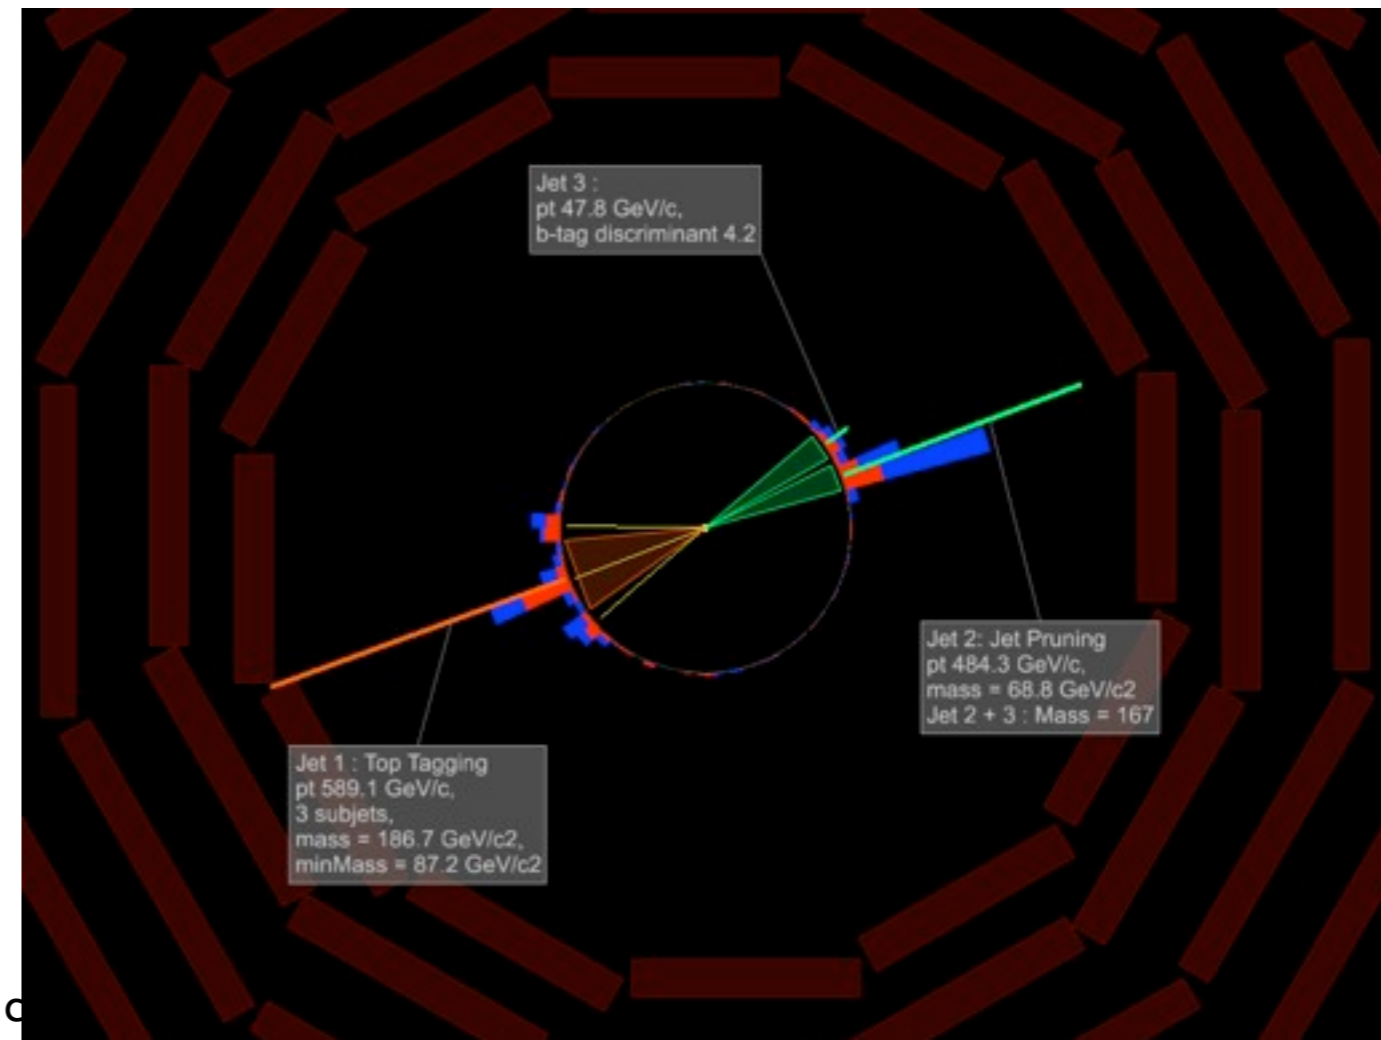 Jet 3 :
pt 47.8 GeV/c,
b-tag discriminant 4.2
Jet 2: Jet Pruning
pt 484.3 GeV/c,
mass = 68.8 GeV/c2
Jet 2 + 3 : Mass = 167
Jet 1 : Top Tagging
pt 589.1 GeV/c,
3 subjets,
mass = 186.7 GeV/c2,
minMass = 87.2 GeV/c2